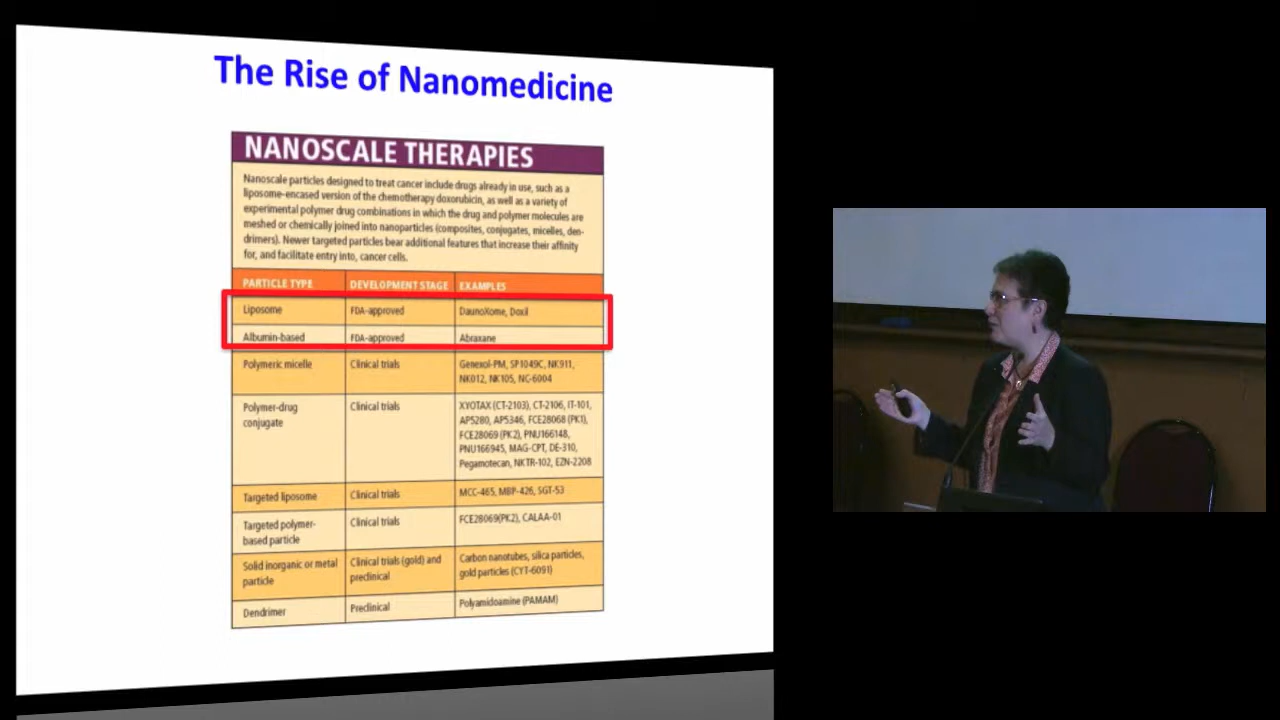 The Rise of Nanomedicine
NANOSCALE THERAPIES
Nanoscale particles designed to treat cancer include drugs already in use, such as a
liposome-encased version of the chemotherapy doxorubicin, as well as a variety of
experimental polymer drug combinations in which the drug and polymer molecules are
meshed or chemically joined into nanoparticles (composites, conjugates, micelles, den-
drimers). Newer targeted particles bear additional features that increase their affinity
for, and facilitate entry into, cancer cells.
PARTICLE TYPE DEVELOPMENT STAGE EXAMPLES
Liposome FDA-approved DaunoXome, Doxil
Albumin-based FDA-approved Abraxane
Polymeric micelle Clinical trials Genexol-PM, SP1049C, NK911,
NK012, NK105, NC-6004
Polymer-drug Clinical trials XYOTAX (CT-2103), CT-2106, IT-101,
conjugate AP5280, AP5346, FCE28068 (PK1),
FCE28069 (PK2), PNU166148,
PNU166945, MAG-CPT, DE-310,
Pegamotecan, NKTR-102, EZN-2208
Targeted liposome Clinical trials MCC-465, MBP-426, SGT-53
Targeted polymer- Clinical trials FCE28069(PK2), CALAA-01
based particle
Solid inorganic or metal Clinical trials (gold) and Carbon nanotubes, silica particles,
particle preclinical gold particles (CYT-6091)
Dendrimer Preclinical Polyamidoamine (PAMAM)